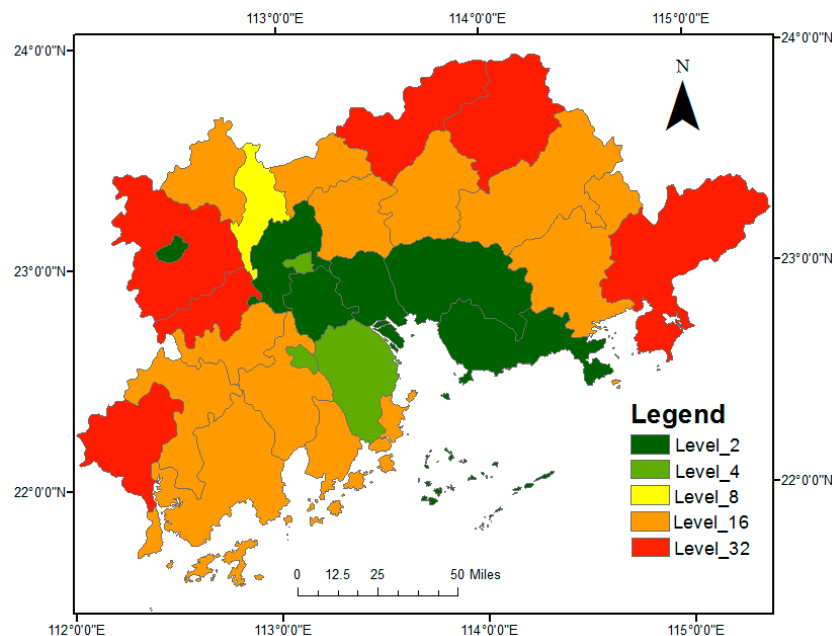 113°0'0"E 114°0'0"E 115°0'0"E
24°0'0"N 24°0'0"N
N
23°0'0"N 23°0'0"N
Legend
Level_2
Level_4
Level_8
Level_16
Level_32
22°0'0"N 22°0'0"N
0 12.5 25 50 Miles
112°0'0"E 113°0'0"E 114°0'0"E 115°0'0"E